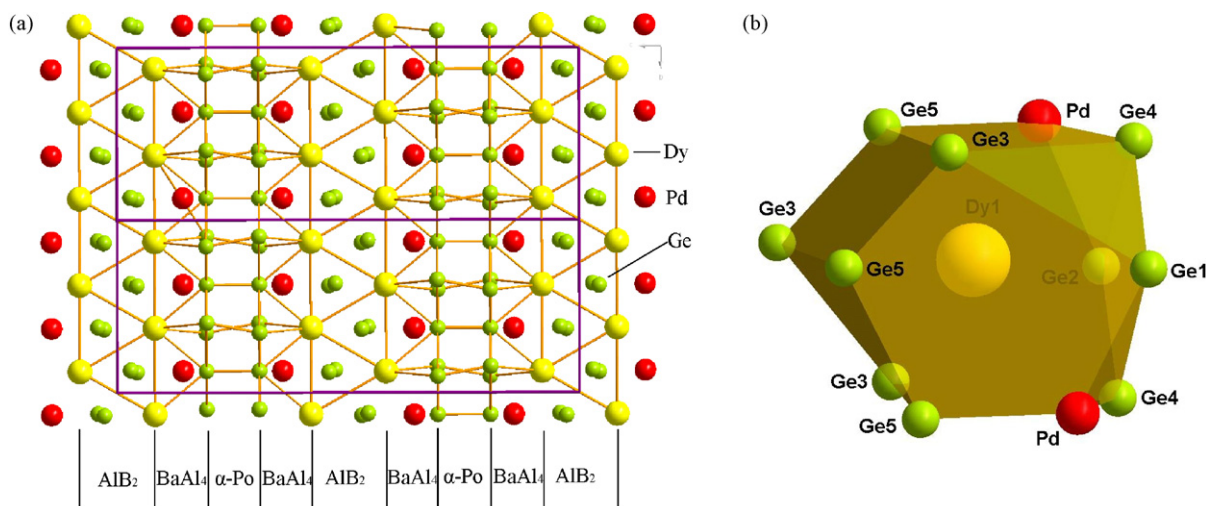 (a)
Dy
Pd
Ge
AlB₂ BaAl₄ α-Po BaAl₄ AlB₂ BaAl₄ α-Po BaAl₄ AlB₂
(b)
Pd
Ge5
Ge4
Ge3
Dy1
Ge3
Ge5
Ge2
Ge1
Ge3
Ge4
Ge5
Pd